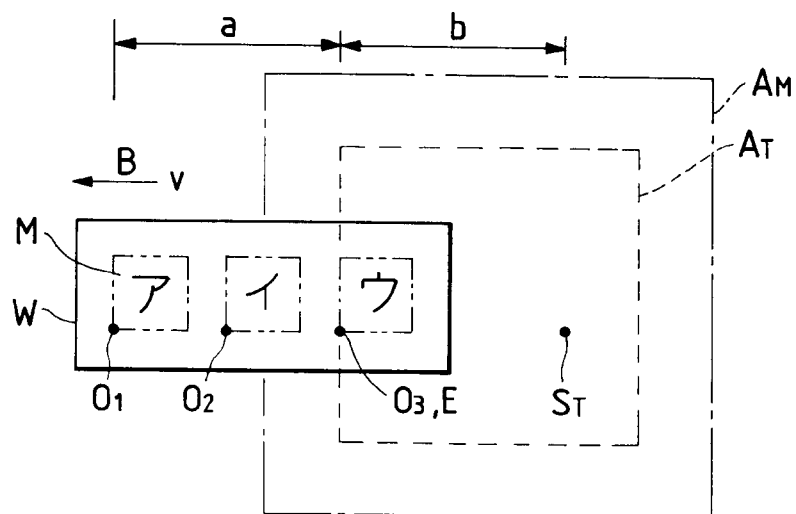 a b
AM
AT
B v
M ア イ ウ
W
O1 O2 O3,E ST